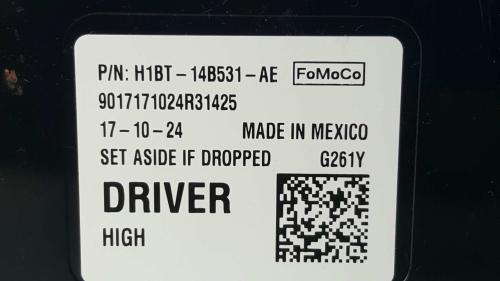 P/N: H1BT-14B531-AE FoMoCo
9017171024R31425
17-10-24 MADE IN MEXICO
SET ASIDE IF DROPPED G261Y
DRIVER
HIGH